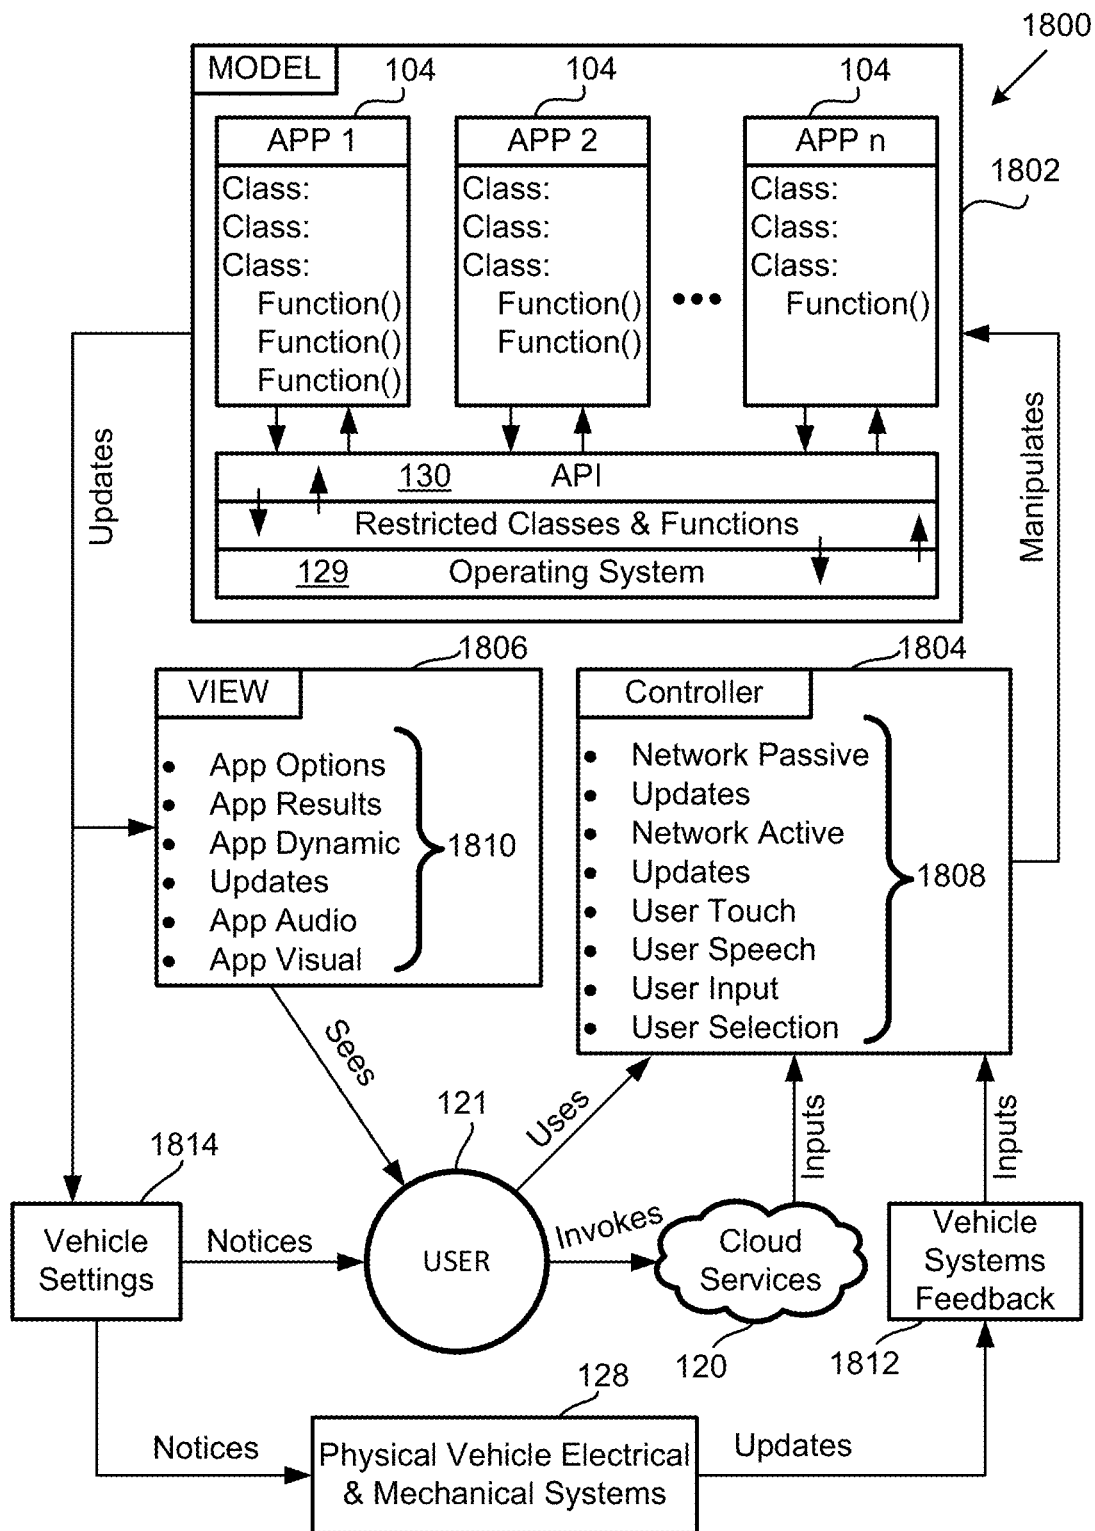 1800
MODEL
104
104
104
APP 1
APP 2
APP n
1802
Class:
Class:
Class:
Function()
Function()
Function()
Class:
Class:
Class:
Function()
Function()
•••
Class:
Class:
Class:
Function()
Updates
Manipulates
130 API
Restricted Classes & Functions
129 Operating System
1806
VIEW
• App Options
• App Results
• App Dynamic
• Updates
• App Audio
• App Visual
1810
1804
Controller
• Network Passive
• Updates
• Network Active
• Updates
• User Touch
• User Speech
• User Input
• User Selection
1808
Sees
Uses
Inputs
Inputs
121
1814
Vehicle
Settings
Notices
USER
Invokes
Cloud
Services
Vehicle
Systems
Feedback
120
1812
128
Notices
Physical Vehicle Electrical
& Mechanical Systems
Updates